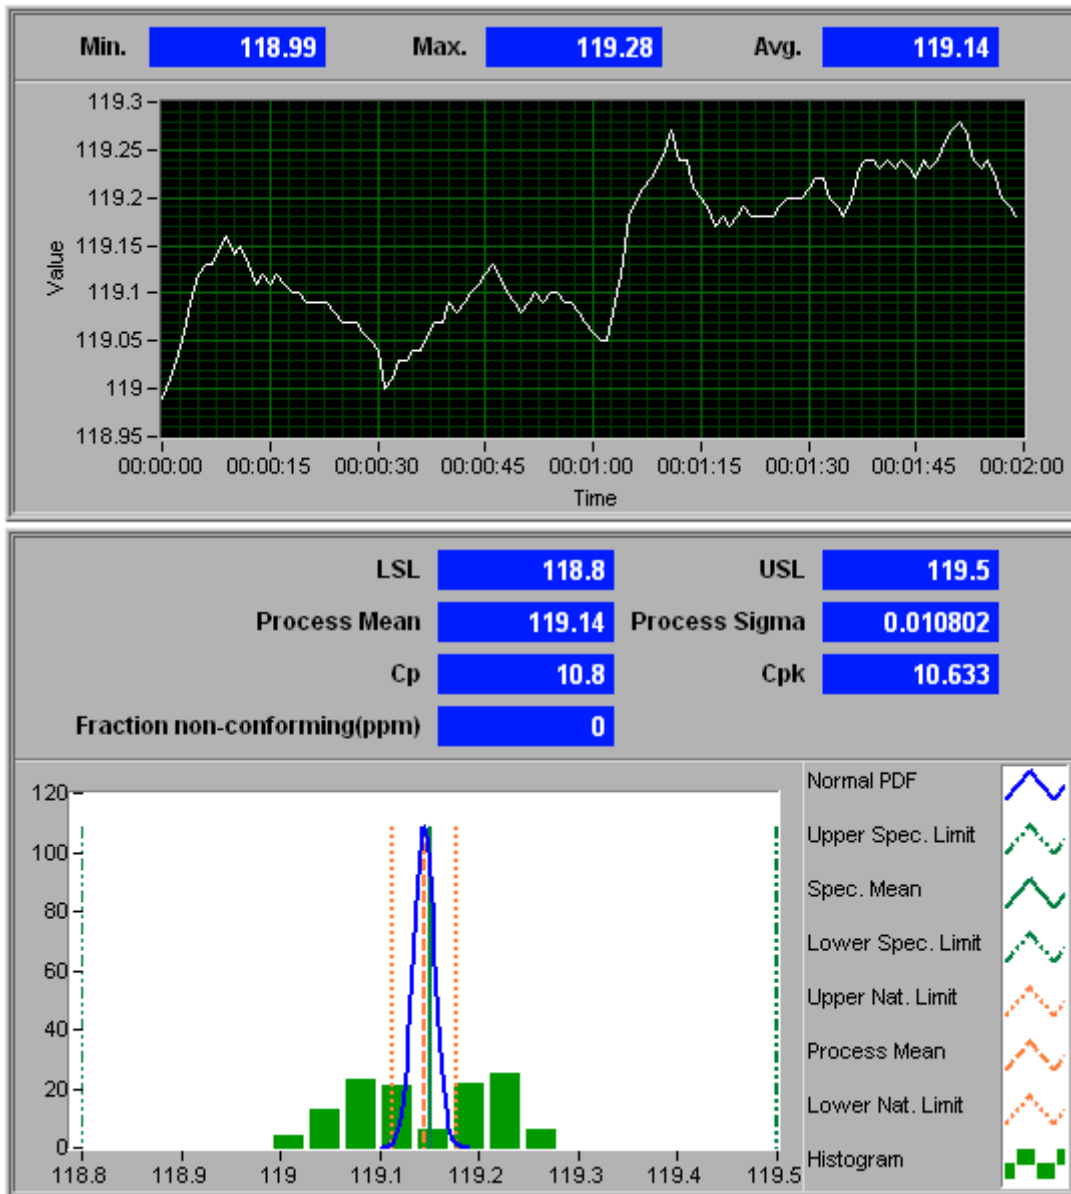 Min. 118.99 Max. 119.28 Avg. 119.14
119.3
119.25
119.2
119.15
119.1
119.05
119
118.95
Value
00:00:00 00:00:15 00:00:30 00:00:45 00:01:00 00:01:15 00:01:30 00:01:45 00:02:00
Time
LSL 118.8 USL 119.5
Process Mean 119.14 Process Sigma 0.010802
Cp 10.8 Cpk 10.633
Fraction non-conforming(ppm) 0
120
100
80
60
40
20
0
118.8 118.9 119 119.1 119.2 119.3 119.4 119.5
Normal PDF
Upper Spec. Limit
Spec. Mean
Lower Spec. Limit
Upper Nat. Limit
Process Mean
Lower Nat. Limit
Histogram